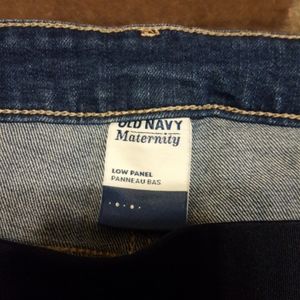 OLD NAVY
Maternity
LOW PANEL
PANNEAU BAS